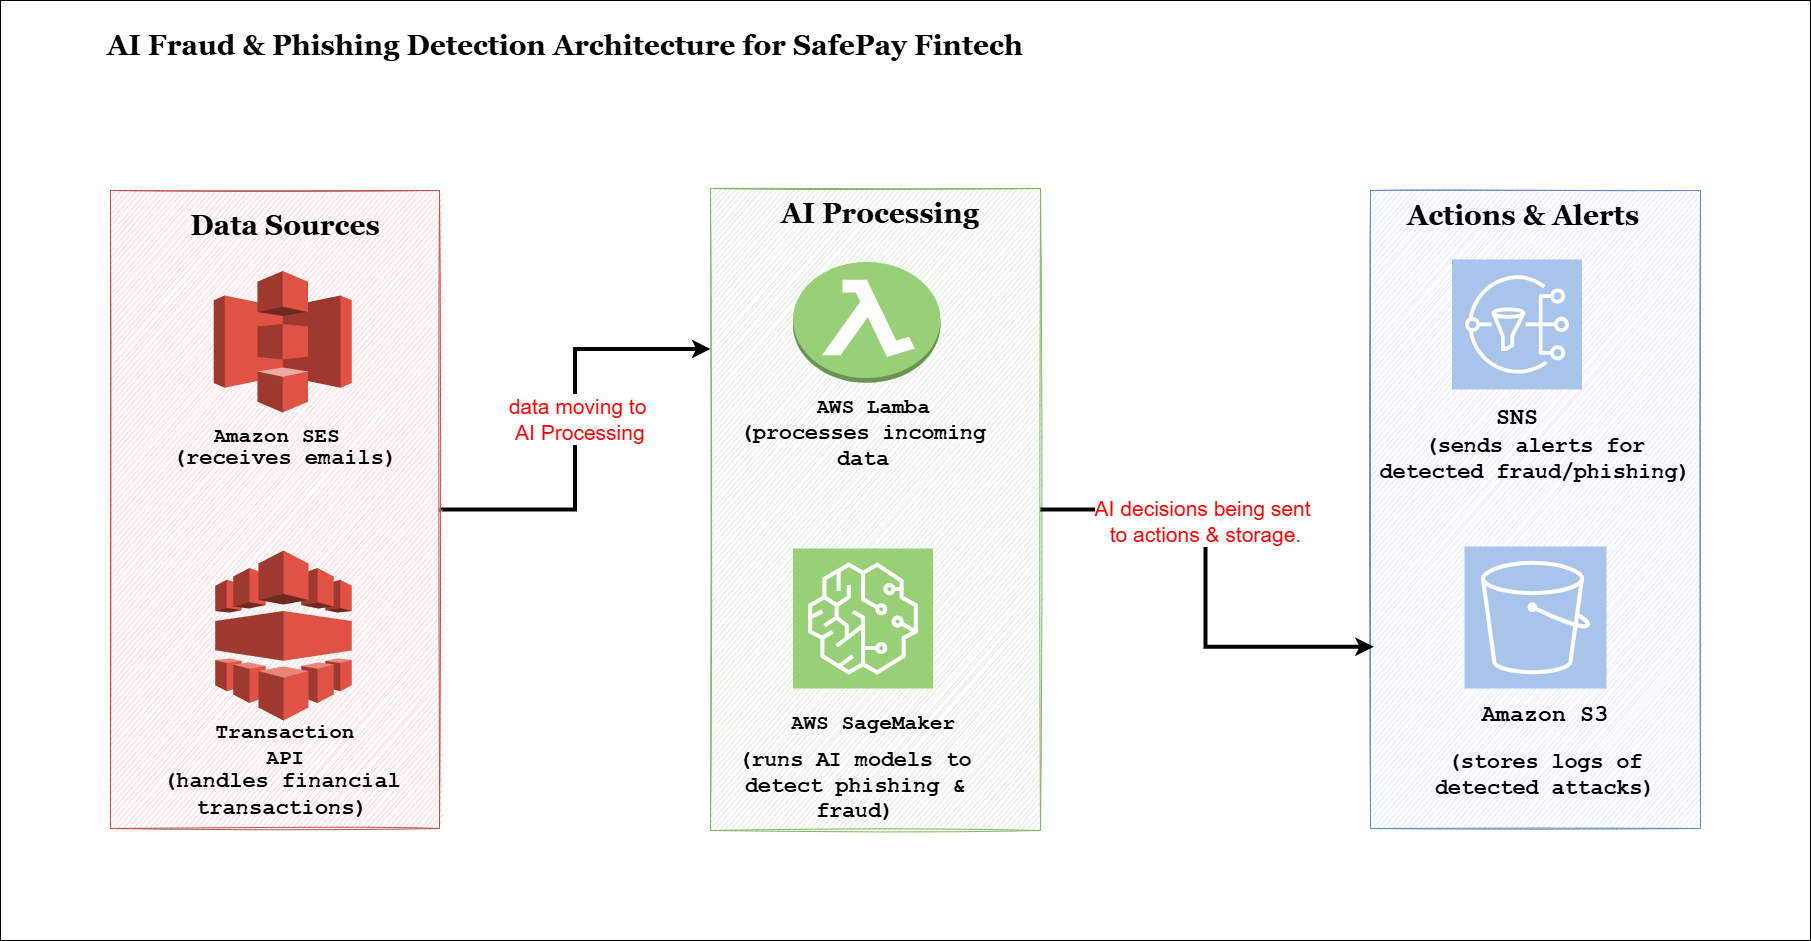 AI Fraud & Phishing Detection Architecture for SafePay Fintech
Data Sources
Amazon SES
(receives emails)
Transaction
API
(handles financial
transactions)
data moving to
AI Processing
AI Processing
AWS Lamba
(processes incoming
data
AWS SageMaker
(runs AI models to
detect phishing &
fraud)
AI decisions being sent
to actions & storage.
Actions & Alerts
SNS
(sends alerts for
detected fraud/phishing)
Amazon S3
(stores logs of
detected attacks)